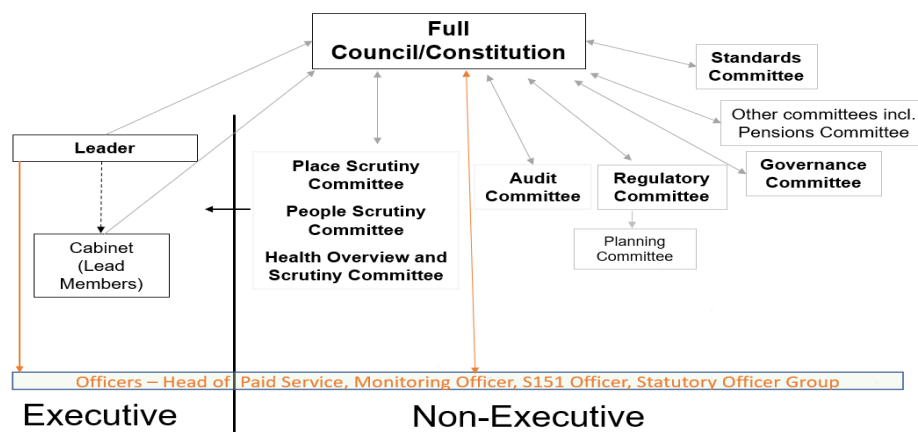 Full
Council/Constitution
Standards
Committee
Other committees incl.
Pensions Committee
Governance
Committee
Leader
Place Scrutiny
Committee
People Scrutiny
Committee
Health Overview and
Scrutiny Committee
Audit
Committee
Regulatory
Committee
Planning
Committee
Cabinet
(Lead
Members)
Officers – Head of Paid Service, Monitoring Officer, S151 Officer, Statutory Officer Group
Executive
Non-Executive